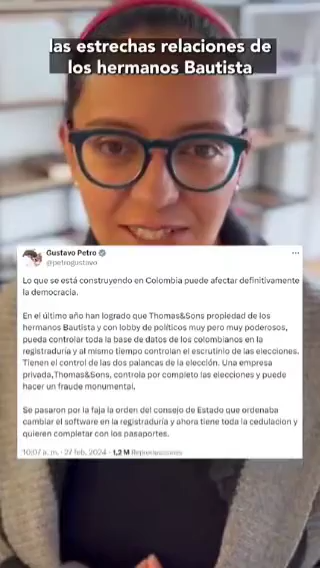 las estrechas relaciones de
los hermanos Bautista
Gustavo Petro
@petrogustavo
Lo que se está construyendo en Colombia puede afectar definitivamente
la democracia.
En el último año han logrado que Thomas&Sons propiedad de los
hermanos Bautista y con lobby de políticos muy pero muy poderosos,
pueda controlar toda la base de datos de los colombianos en la
registraduría y al mismo tiempo controlan el escrutinio de las elecciones.
Tienen el control de las dos palancas de la elección. Una empresa
privada,Thomas&Sons, controla por completo las elecciones y puede
hacer un fraude monumental.
Se pasaron por la faja la orden del consejo de Estado que ordenaba
cambiar el software en la registraduría y ahora tiene toda la cedulacion y
quieren completar con los pasaportes.
10:07 a. m. · 27 feb. 2024 · 1,2 M Reproducciones